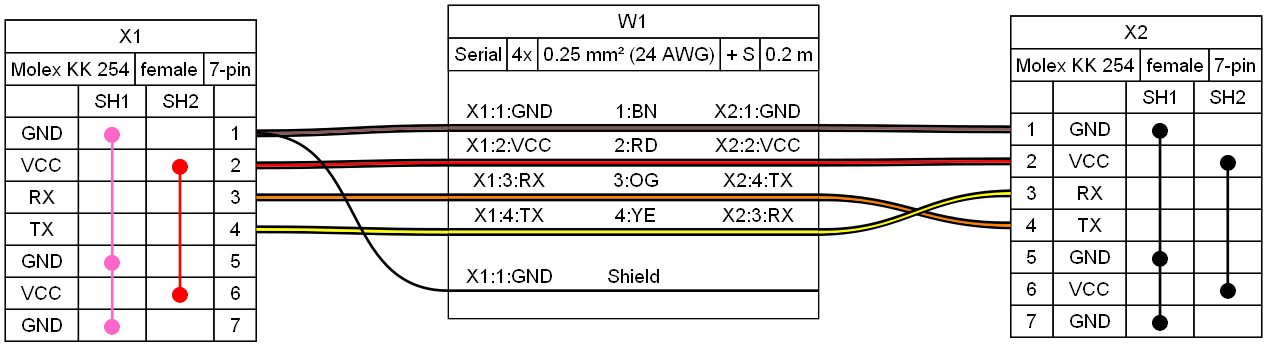 X1
Molex KK 254 female 7-pin
SH1 SH2
GND 1
VCC 2
RX 3
TX 4
GND 5
VCC 6
GND 7
W1
Serial 4x 0.25 mm² (24 AWG) + S 0.2 m
X1:1:GND 1:BN X2:1:GND
X1:2:VCC 2:RD X2:2:VCC
X1:3:RX 3:OG X2:4:TX
X1:4:TX 4:YE X2:3:RX
X1:1:GND Shield
X2
Molex KK 254 female 7-pin
SH1 SH2
1 GND
2 VCC
3 RX
4 TX
5 GND
6 VCC
7 GND